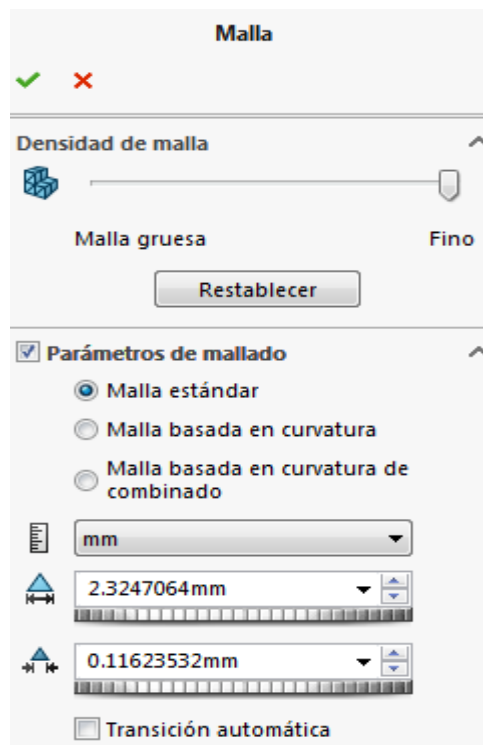 Malla
Densidad de malla
Malla gruesa Fino
Restablecer
Parámetros de mallado
Malla estándar
Malla basada en curvatura
Malla basada en curvatura de
combinado
mm
2.3247064mm
0.11623532mm
Transición automática